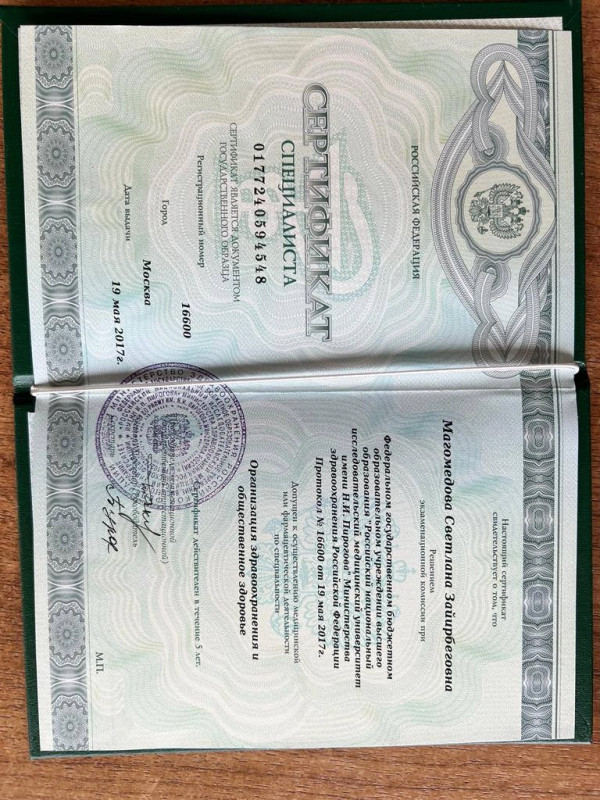 РОССИЙСКАЯ ФЕДЕРАЦИЯ
СЕРТИФИКАТ
СПЕЦИАЛИСТА
0177240594548
СЕРТИФИКАТ ЯВЛЯЕТСЯ ДОКУМЕНТОМ
ГОСУДАРСТВЕННОГО ОБРАЗЦА
Регистрационный номер
16600
Город
Москва
Дата выдачи
19 мая 2017г.
Настоящий сертификат
свидетельствует о том, что
Магомедова Светлана Зайирбеговна
Решением
экзаменационной комиссии при
Федеральном государственном бюджетном
образовательном учреждении высшего
образования "Российский национальный
исследовательский медицинский университет
имени Н.И. Пирогова" Министерства
здравоохранения Российской Федерации
Протокол № 16600 от 19 мая 2017г.
Допущен к осуществлению медицинской
или фармацевтической деятельности
по специальности
Организация здравоохранения и
общественное здоровье
Сертификат действителен в течение 5 лет.
М.П.